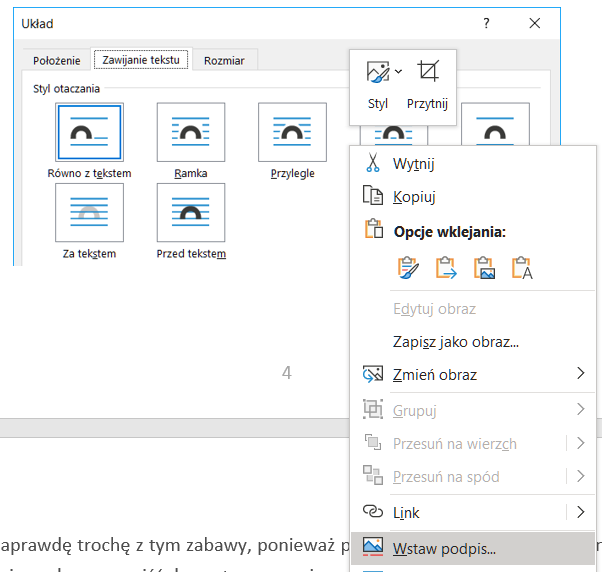 Układ
?
Położenie Zawijanie tekstu Rozmiar
Styl otaczania
Styl Przytnij
Równo z tekstem Ramka Przylegle
Za tekstem Przed tekstem
Wytnij
Kopiuj
Opcje wklejania:
A
Edytuj obraz
Zapisz jako obraz...
Zmień obraz
Grupuj
Przesuń na wierzch
Przesuń na spód
Link
Wstaw podpis...
4
aprawdę trochę z tym zabawy, ponieważ p